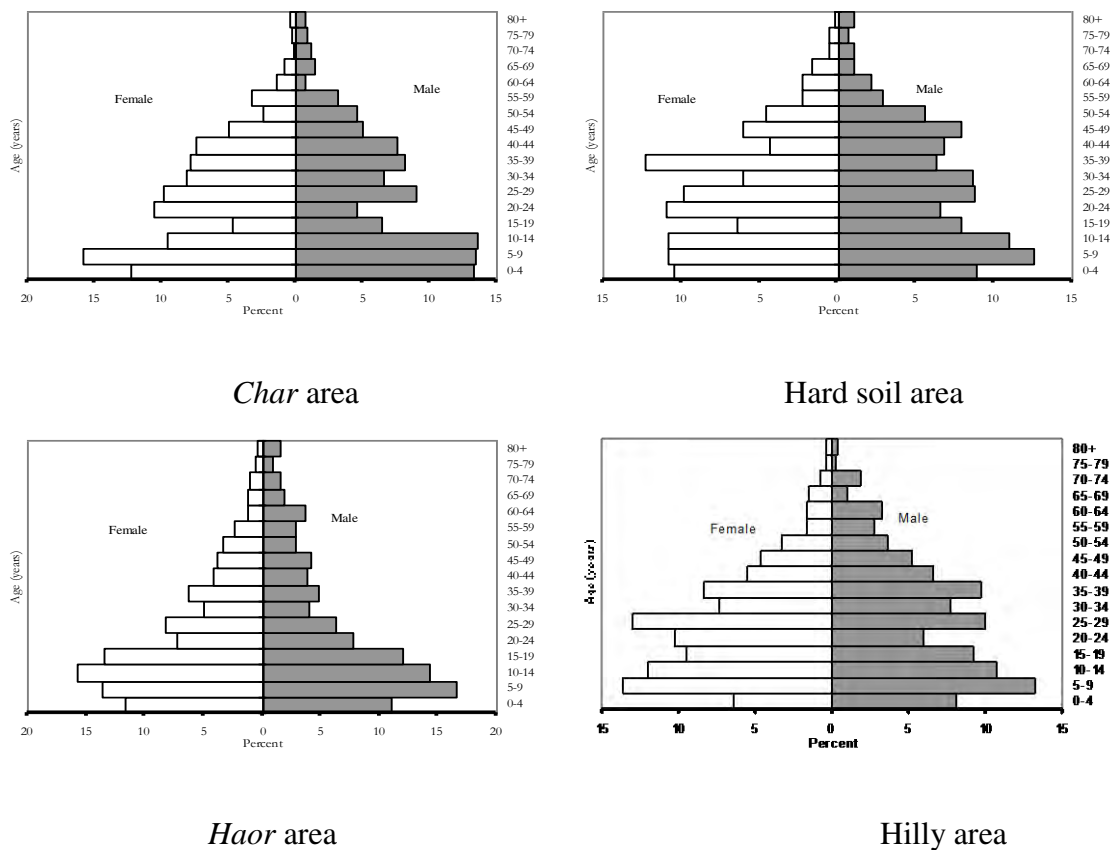 80+
75-79
70-74
65-69
60-64
55-59
50-54
45-49
40-44
35-39
30-34
25-29
20-24
15-19
10-14
5-9
0-4
Female
Male
Age (years)
20 15 10 5 0 5 10 15 20
Percent
Char area
80+
75-79
70-74
65-69
60-64
55-59
50-54
45-49
40-44
35-39
30-34
25-29
20-24
15-19
10-14
5-9
0-4
Female
Male
Age (years)
15 10 5 0 5 10 15
Percent
Hard soil area
80+
75-79
70-74
65-69
60-64
55-59
50-54
45-49
40-44
35-39
30-34
25-29
20-24
15-19
10-14
5-9
0-4
Female
Male
Age (years)
20 15 10 5 0 5 10 15 20
Percent
Haor area
80+
75-79
70-74
65-69
60-64
55-59
50-54
45-49
40-44
35-39
30-34
25-29
20-24
15-19
10-14
5-9
0-4
Female
Male
Age (years)
15 10 5 0 5 10 15
Percent
Hilly area